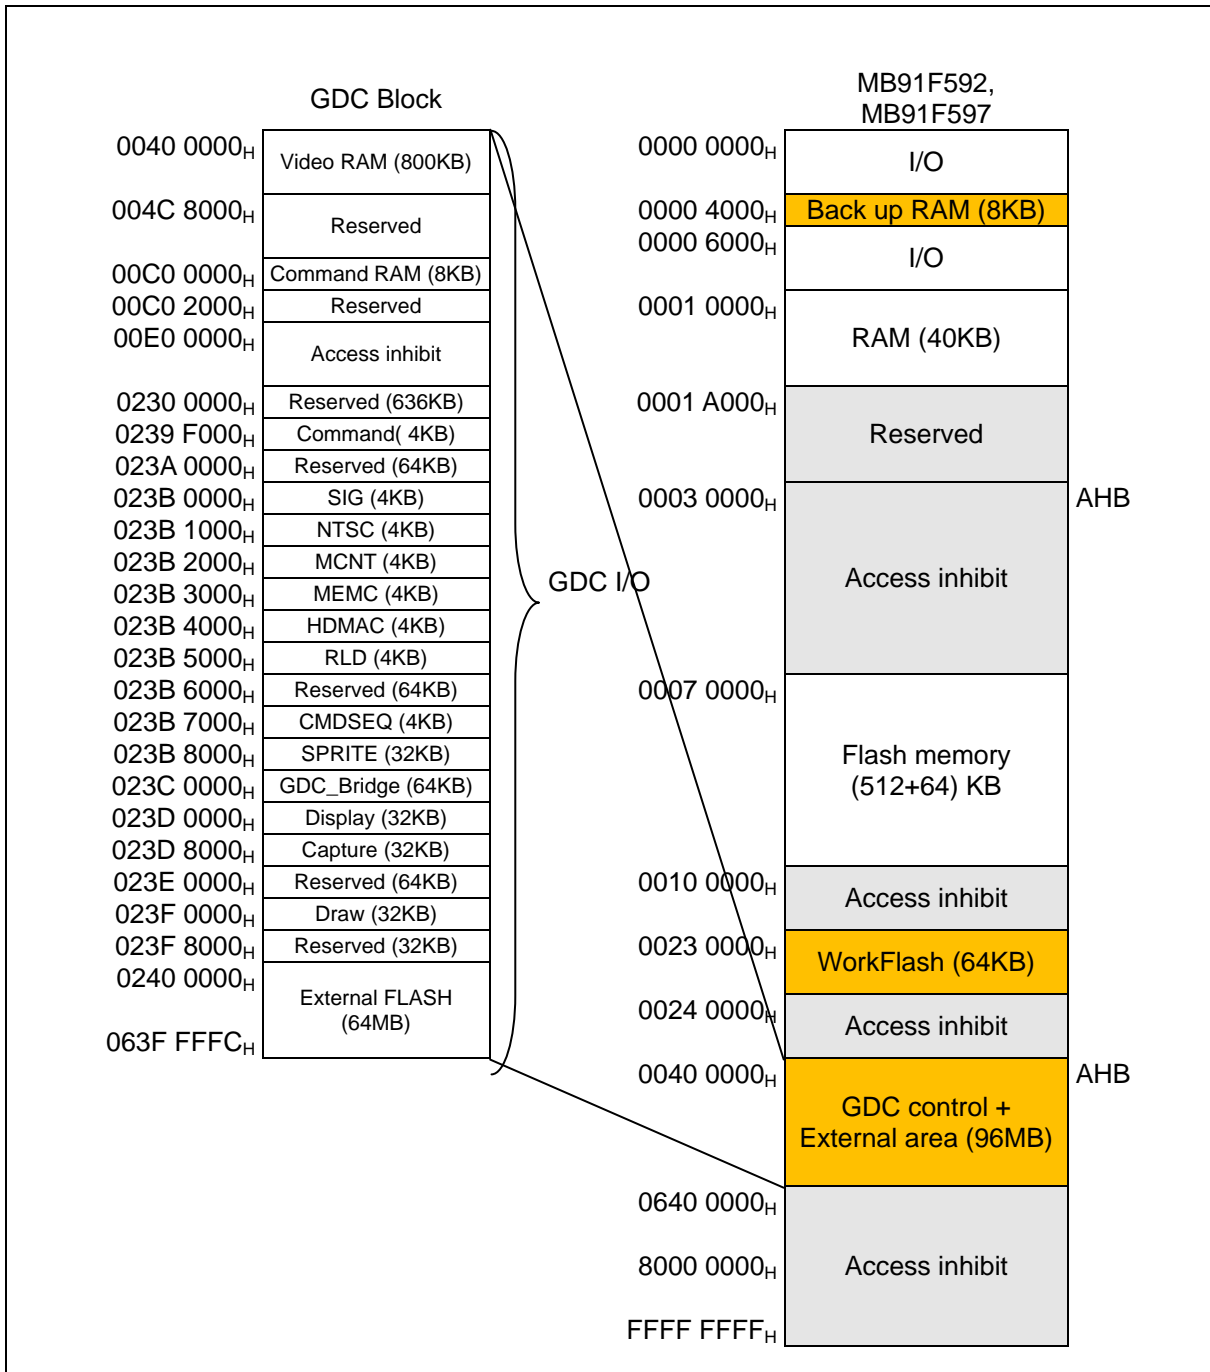 GDC Block
0040 0000H
Video RAM (800KB)
004C 8000H
Reserved
00C0 0000H
Command RAM (8KB)
00C0 2000H
Reserved
00E0 0000H
Access inhibit
0230 0000H
Reserved (636KB)
0239 F000H
Command( 4KB)
023A 0000H
Reserved (64KB)
023B 0000H
SIG (4KB)
023B 1000H
NTSC (4KB)
023B 2000H
MCNT (4KB)
023B 3000H
MEMC (4KB)
023B 4000H
HDMAC (4KB)
023B 5000H
RLD (4KB)
023B 6000H
Reserved (64KB)
023B 7000H
CMDSEQ (4KB)
023B 8000H
SPRITE (32KB)
023C 0000H
GDC_Bridge (64KB)
023D 0000H
Display (32KB)
023D 8000H
Capture (32KB)
023E 0000H
Reserved (64KB)
023F 0000H
Draw (32KB)
023F 8000H
Reserved (32KB)
0240 0000H
External FLASH
(64MB)
063F FFFCH
GDC I/O
MB91F592,
MB91F597
0000 0000H
I/O
0000 4000H
Back up RAM (8KB)
0000 6000H
I/O
0001 0000H
RAM (40KB)
0001 A000H
Reserved
0003 0000H
AHB
Access inhibit
0007 0000H
Flash memory
(512+64) KB
0010 0000H
Access inhibit
0023 0000H
WorkFlash (64KB)
0024 0000H
Access inhibit
0040 0000H
AHB
GDC control +
External area (96MB)
0640 0000H
8000 0000H
Access inhibit
FFFF FFFFH